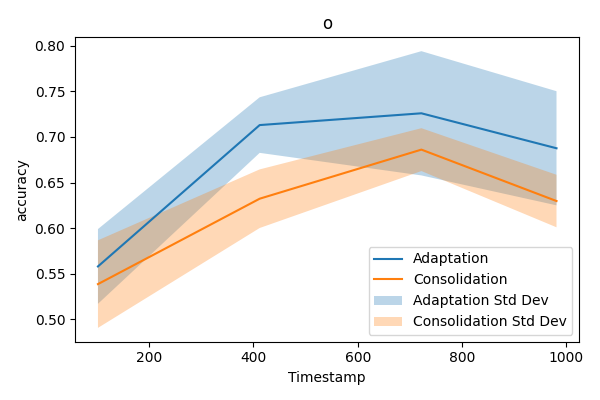 o
0.80
0.75
0.70
0.65
0.60
0.55
0.50
accuracy
Adaptation
Consolidation
Adaptation Std Dev
Consolidation Std Dev
200
400
600
800
1000
Timestamp